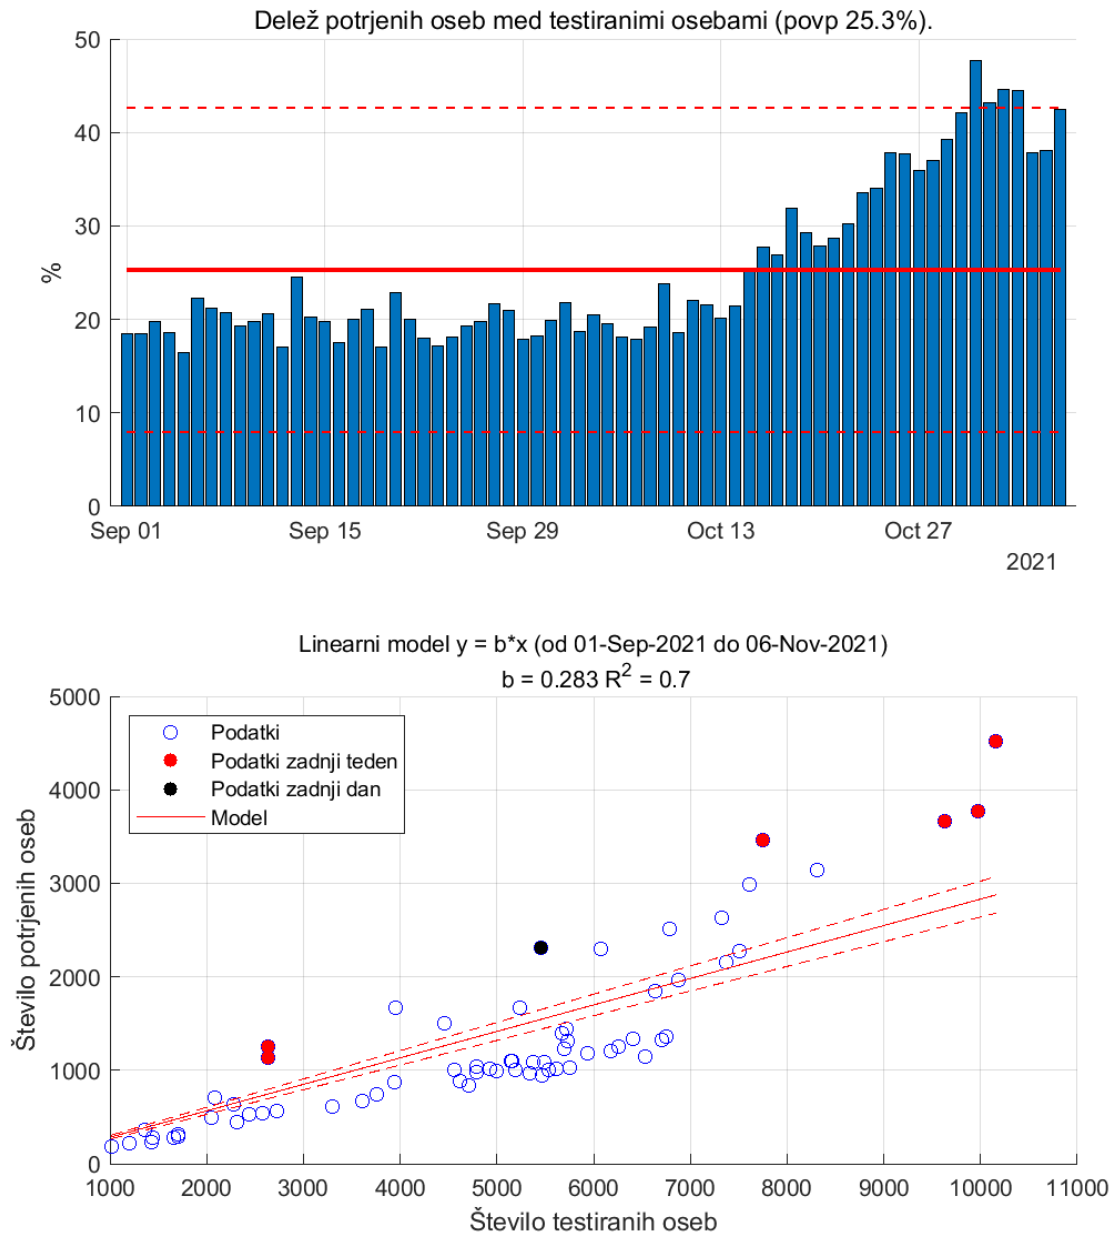 Delež potrjenih oseb med testiranimi osebami (povp 25.3%).
50
40
30
20
10
0
%
Sep 01
Sep 15
Sep 29
Oct 13
Oct 27
2021
Linearni model y = b*x (od 01-Sep-2021 do 06-Nov-2021)
b = 0.283 R² = 0.7
5000
4000
3000
2000
1000
0
Število potrjenih oseb
Podatki
Podatki zadnji teden
Podatki zadnji dan
Model
1000
2000
3000
4000
5000
6000
7000
8000
9000
10000
11000
Število testiranih oseb